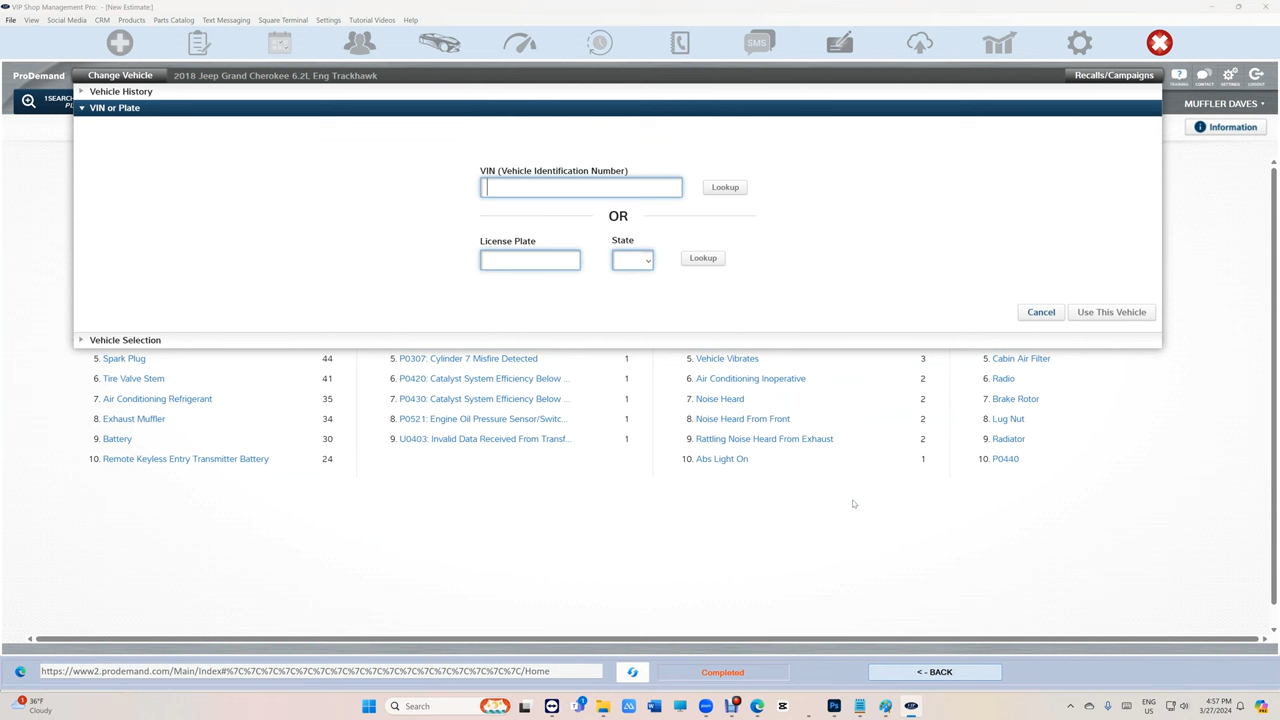 VIP Shop Management Pro: - [New Estimate:]
File View Social Media CRM Products Parts Catalog Text Messaging Square Terminal Settings Tutorial Videos Help
SMS
ProDemand Change Vehicle 2018 Jeep Grand Cherokee 6.2L Eng Trackhawk Recalls/Campaigns
TRAINING CONTACT SETTINGS LOGOUT
Vehicle History
1SEARCH
VIN or Plate
MUFFLER DAVES
Information
VIN (Vehicle Identification Number)
Lookup
OR
License Plate State
Lookup
Cancel Use This Vehicle
Vehicle Selection
5. Spark Plug 44 5. P0307: Cylinder 7 Misfire Detected 1 5. Vehicle Vibrates 3 5. Cabin Air Filter
6. Tire Valve Stem 41 6. P0420: Catalyst System Efficiency Below ... 1 6. Air Conditioning Inoperative 2 6. Radio
7. Air Conditioning Refrigerant 35 7. P0430: Catalyst System Efficiency Below ... 1 7. Noise Heard 2 7. Brake Rotor
8. Exhaust Muffler 34 8. P0521: Engine Oil Pressure Sensor/Switc... 1 8. Noise Heard From Front 2 8. Lug Nut
9. Battery 30 9. U0403: Invalid Data Received From Transf... 1 9. Rattling Noise Heard From Exhaust 2 9. Radiator
10. Remote Keyless Entry Transmitter Battery 24 10. Abs Light On 1 10. P0440
https://www2.prodemand.com/Main/Index#%7C%7C%7C%7C%7C%7C%7C%7C%7C%7C%7C%7C%7C%7C%7C/Home Completed < - BACK
36°F
Cloudy
Search
ENG
US
4:57 PM
3/27/2024